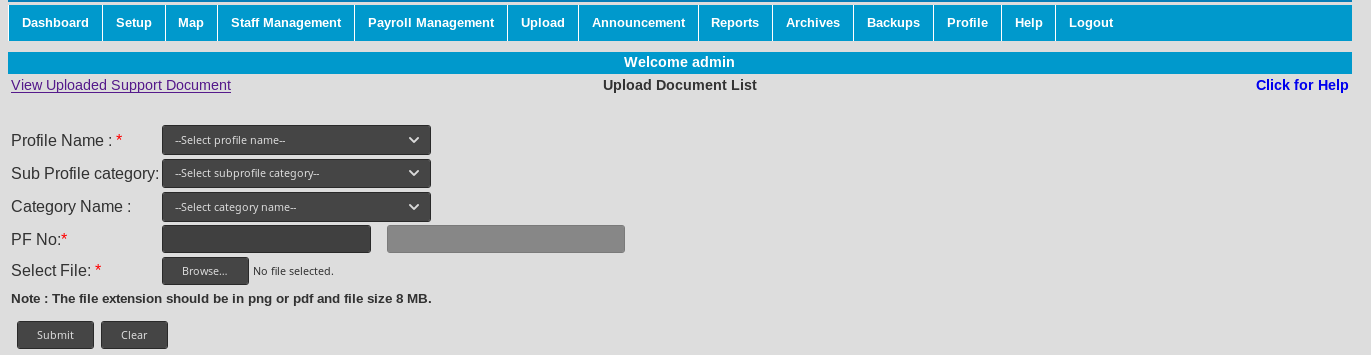 Dashboard Setup Map Staff Management Payroll Management Upload Announcement Reports Archives Backups Profile Help Logout
Welcome admin
View Uploaded Support Document Upload Document List Click for Help
Profile Name : * --Select profile name--
Sub Profile category: --Select subprofile category--
Category Name : --Select category name--
PF No:*
Select File: * Browse... No file selected.
Note : The file extension should be in png or pdf and file size 8 MB.
Submit Clear